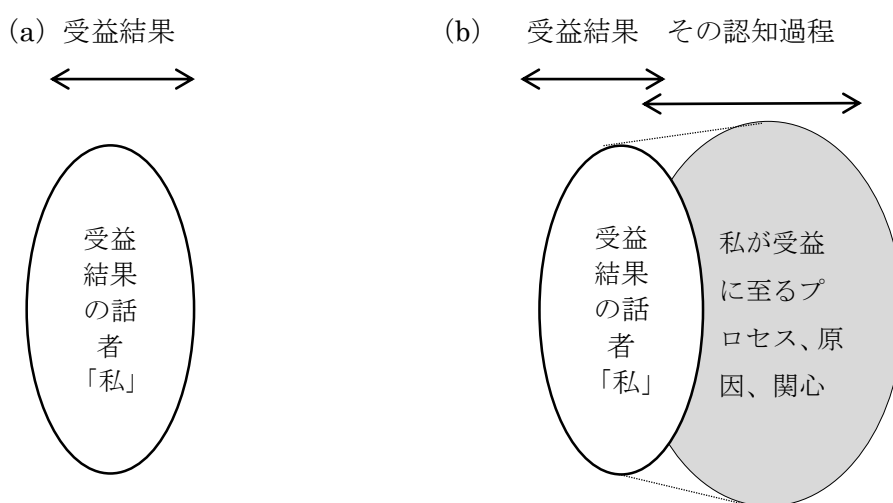 (a) 受益結果
(b) 受益結果 その認知過程
受益
結果
の話
者
「私」
受益
結果
の話
者
「私」
私が受益
に至るプ
ロセス、原
因、関心